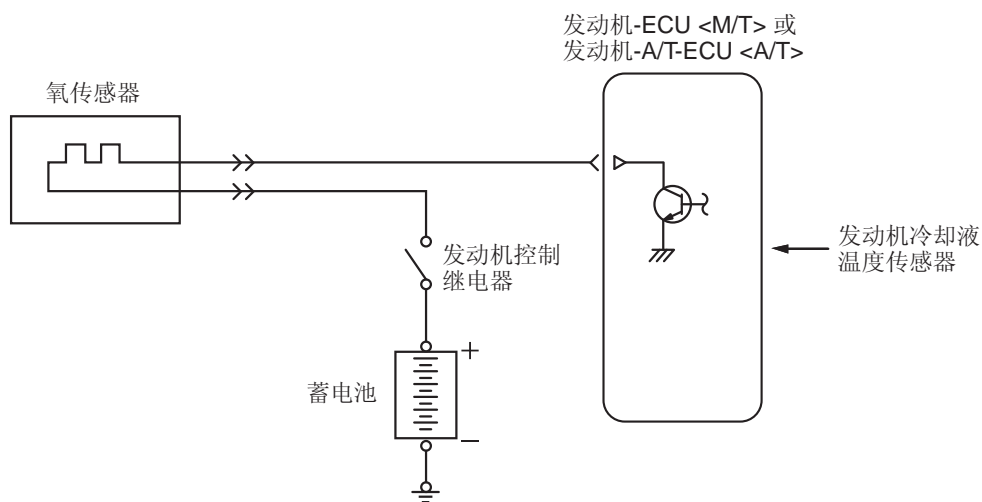 发动机-ECU <M/T> 或
发动机-A/T-ECU <A/T>
氧传感器
发动机冷却液
温度传感器
发动机控制
继电器
+
蓄电池
−